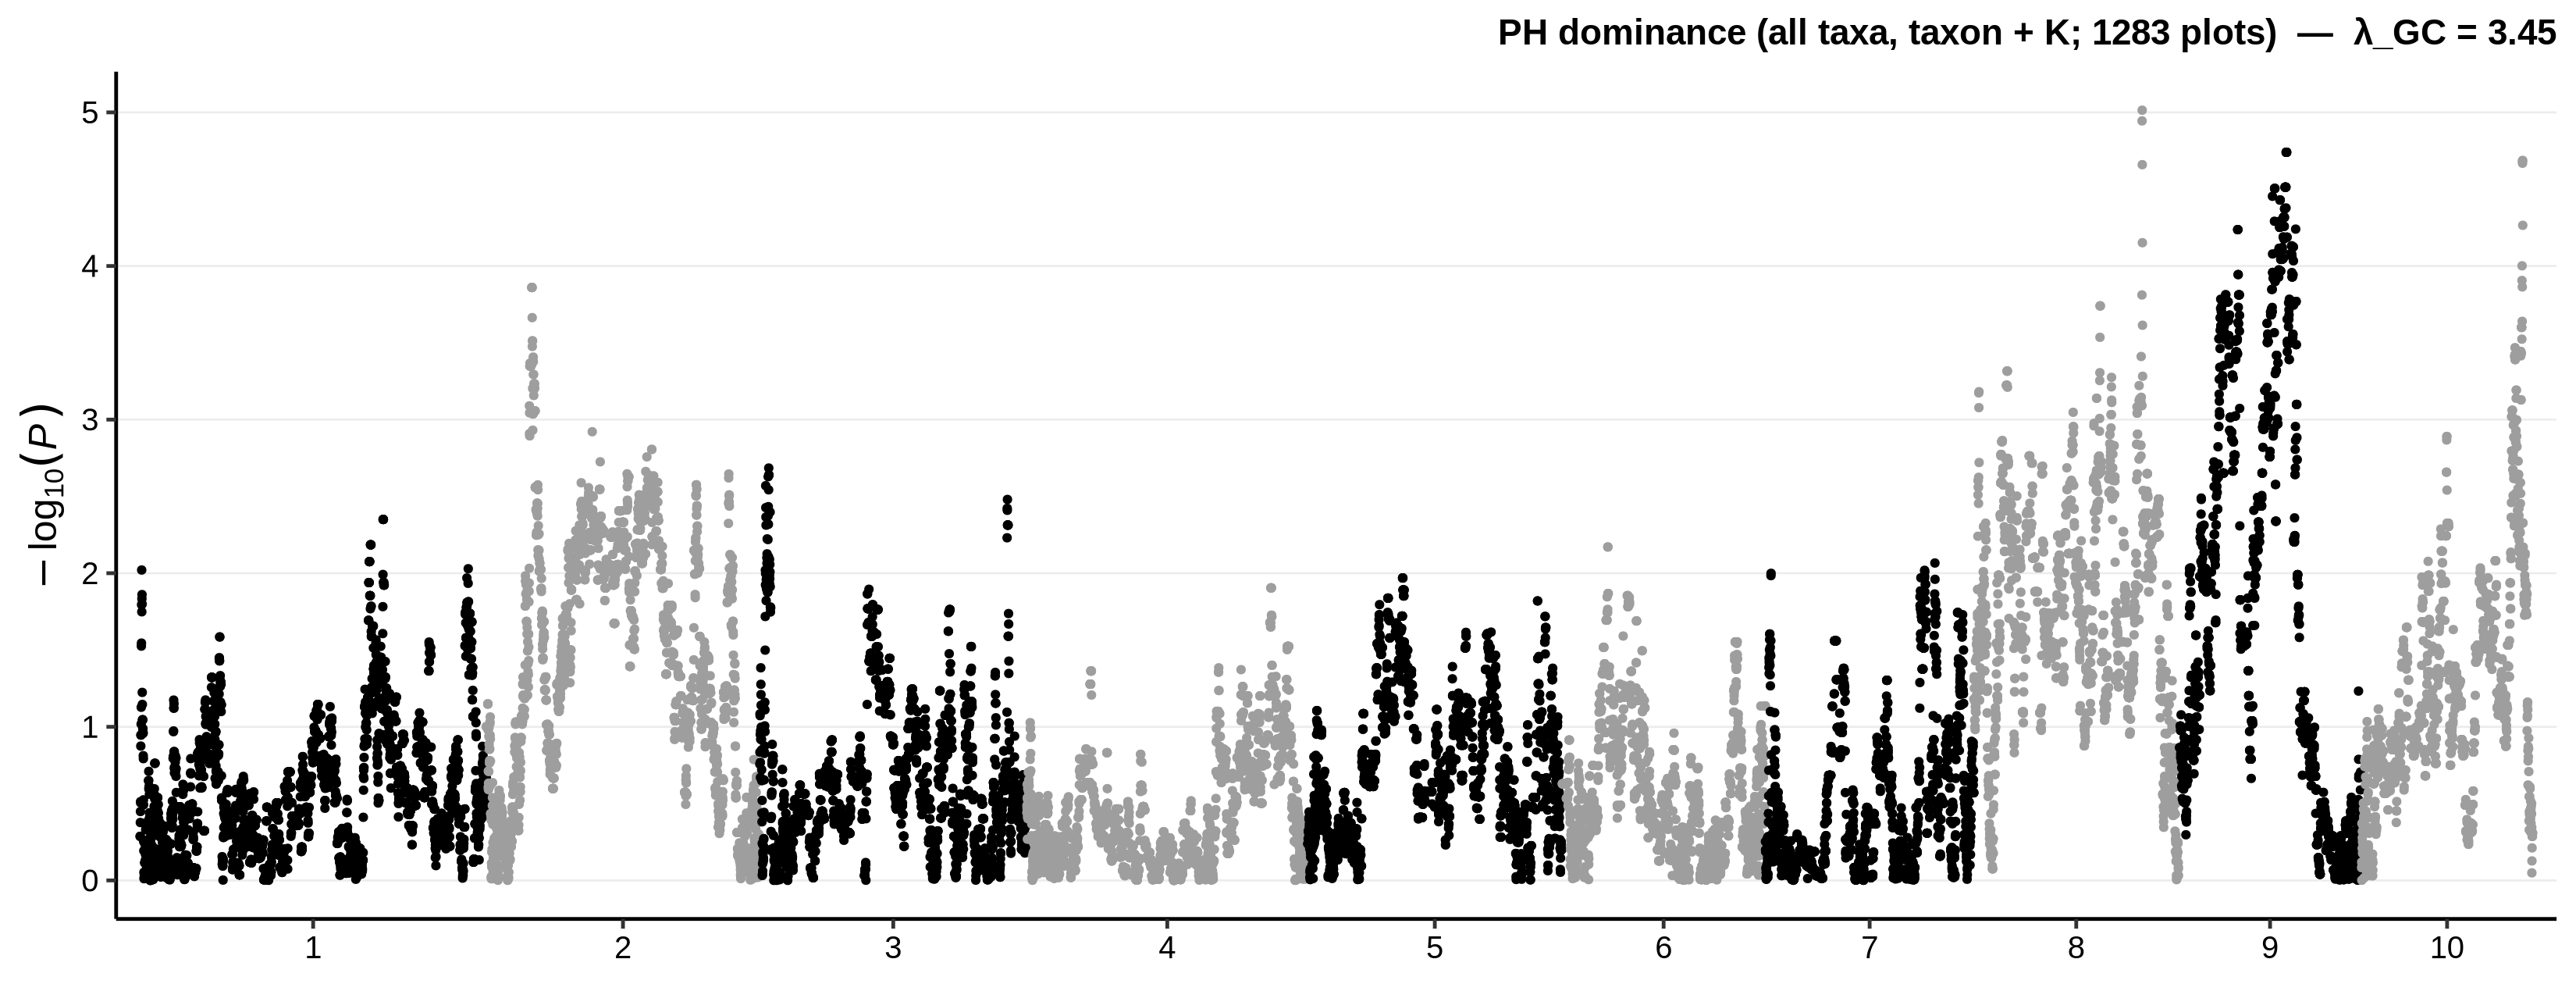 PH dominance (all taxa, taxon + K; 1283 plots) — λ_GC = 3.45
− log₁₀(P)
5
4
3
2
1
0
1 2 3 4 5 6 7 8 9 10